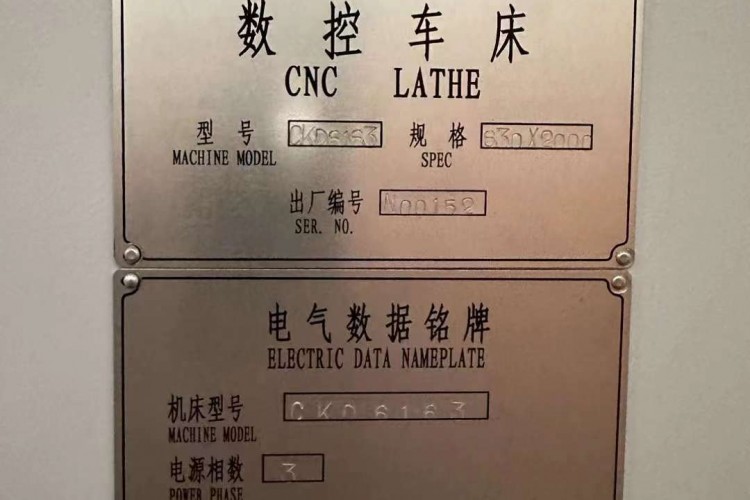 数控车床
CNC LATHE
型号 CKD6163 规格 630X2000
MACHINE MODEL SPEC
出厂编号 N00152
SER. NO.
电气数据铭牌
ELECTRIC DATA NAMEPLATE
机床型号 CKD6163
MACHINE MODEL
电源相数 3
POWER PHASE